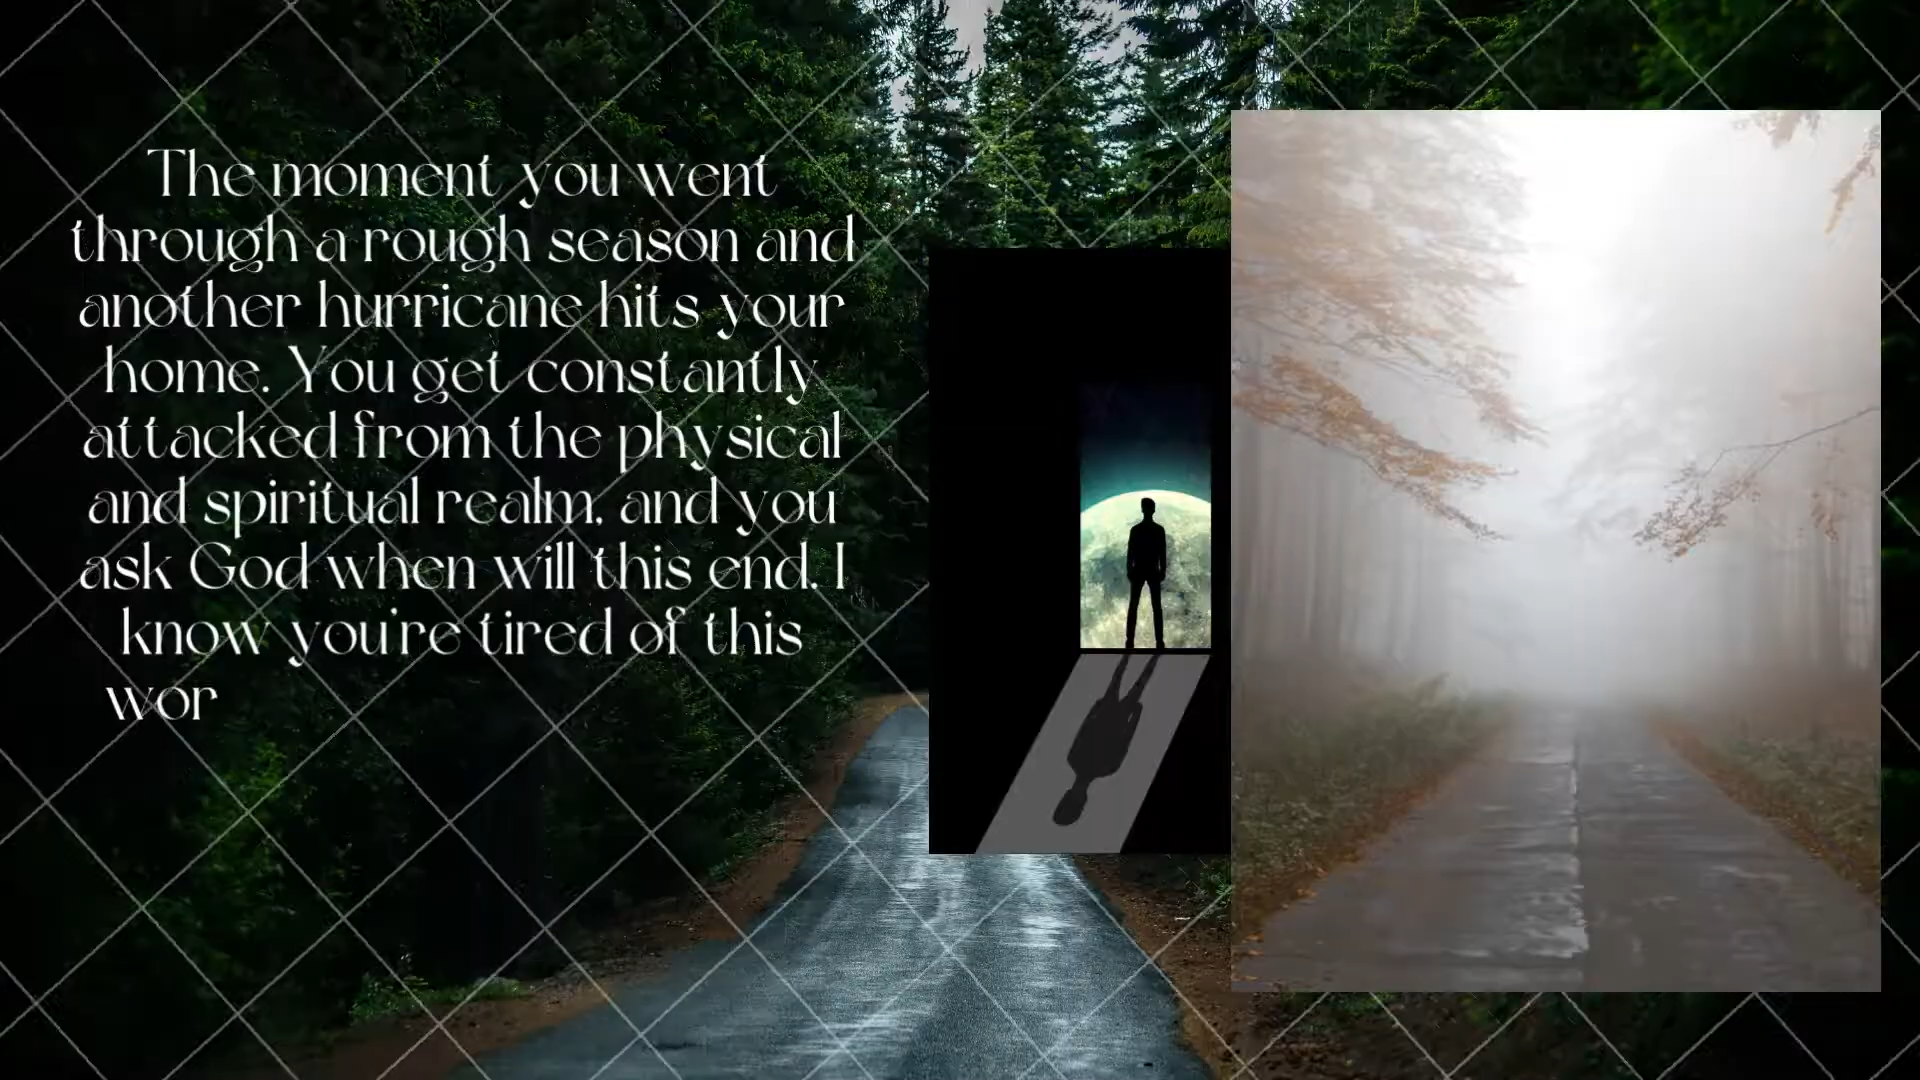 The moment you went
through a rough season and
another hurricane hits your
home. You get constantly
attacked from the physical
and spiritual realm, and you
ask God when will this end. I
know you're tired of this
wor